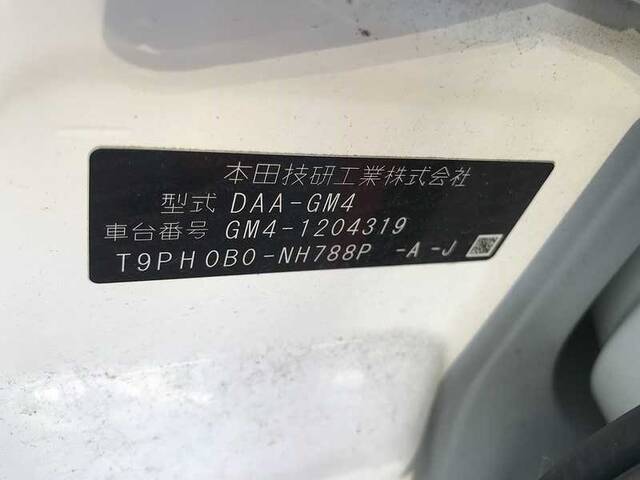 本田技研工業株式会社
型式 DAA-GM4
車台番号 GM4-1204319
T9PH0B0-NH788P -A -J